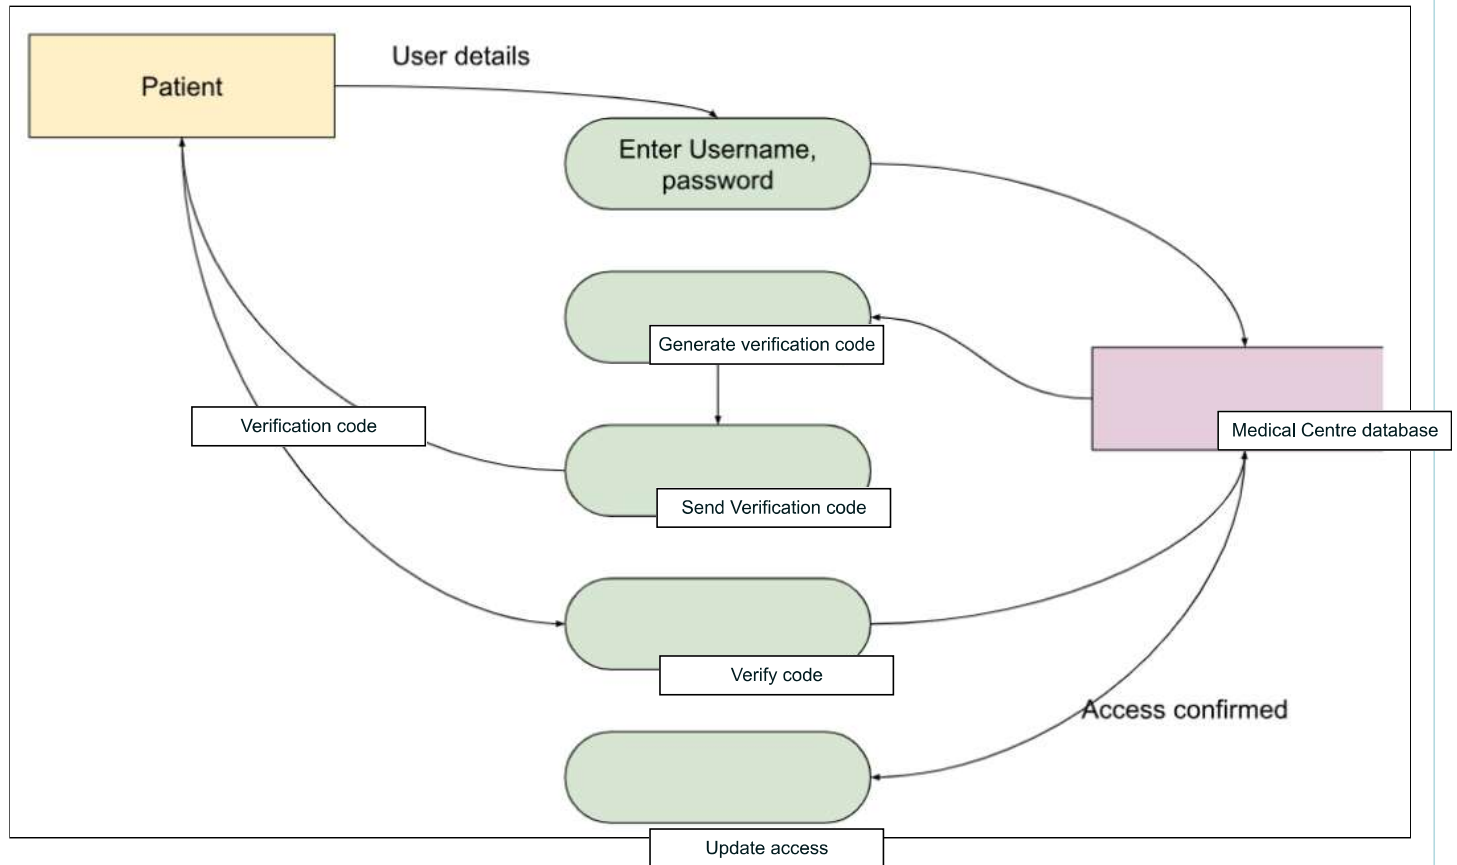 Patient
User details
Enter Username,
password
Generate verification code
Verification code
Medical Centre database
Send Verification code
Verify code
Access confirmed
Update access